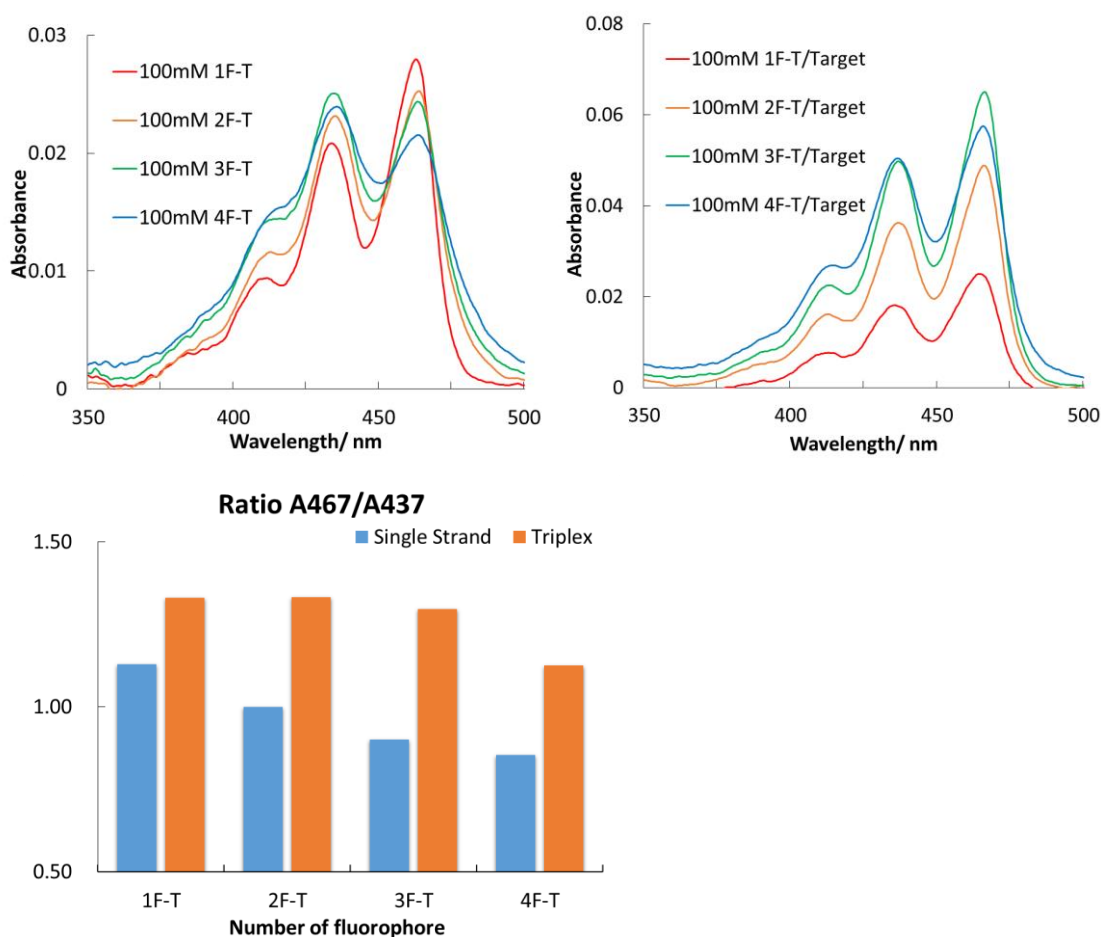 0.03
0.02
0.01
0
Absorbance
100mM 1F-T
100mM 2F-T
100mM 3F-T
100mM 4F-T
350
400
450
500
Wavelength/ nm
0.08
0.06
0.04
0.02
0
Absorbance
100mM 1F-T/Target
100mM 2F-T/Target
100mM 3F-T/Target
100mM 4F-T/Target
350
400
450
500
Wavelength/ nm
Ratio A467/A437
Single Strand
Triplex
1.50
1.00
0.50
1F-T
2F-T
3F-T
4F-T
Number of fluorophore